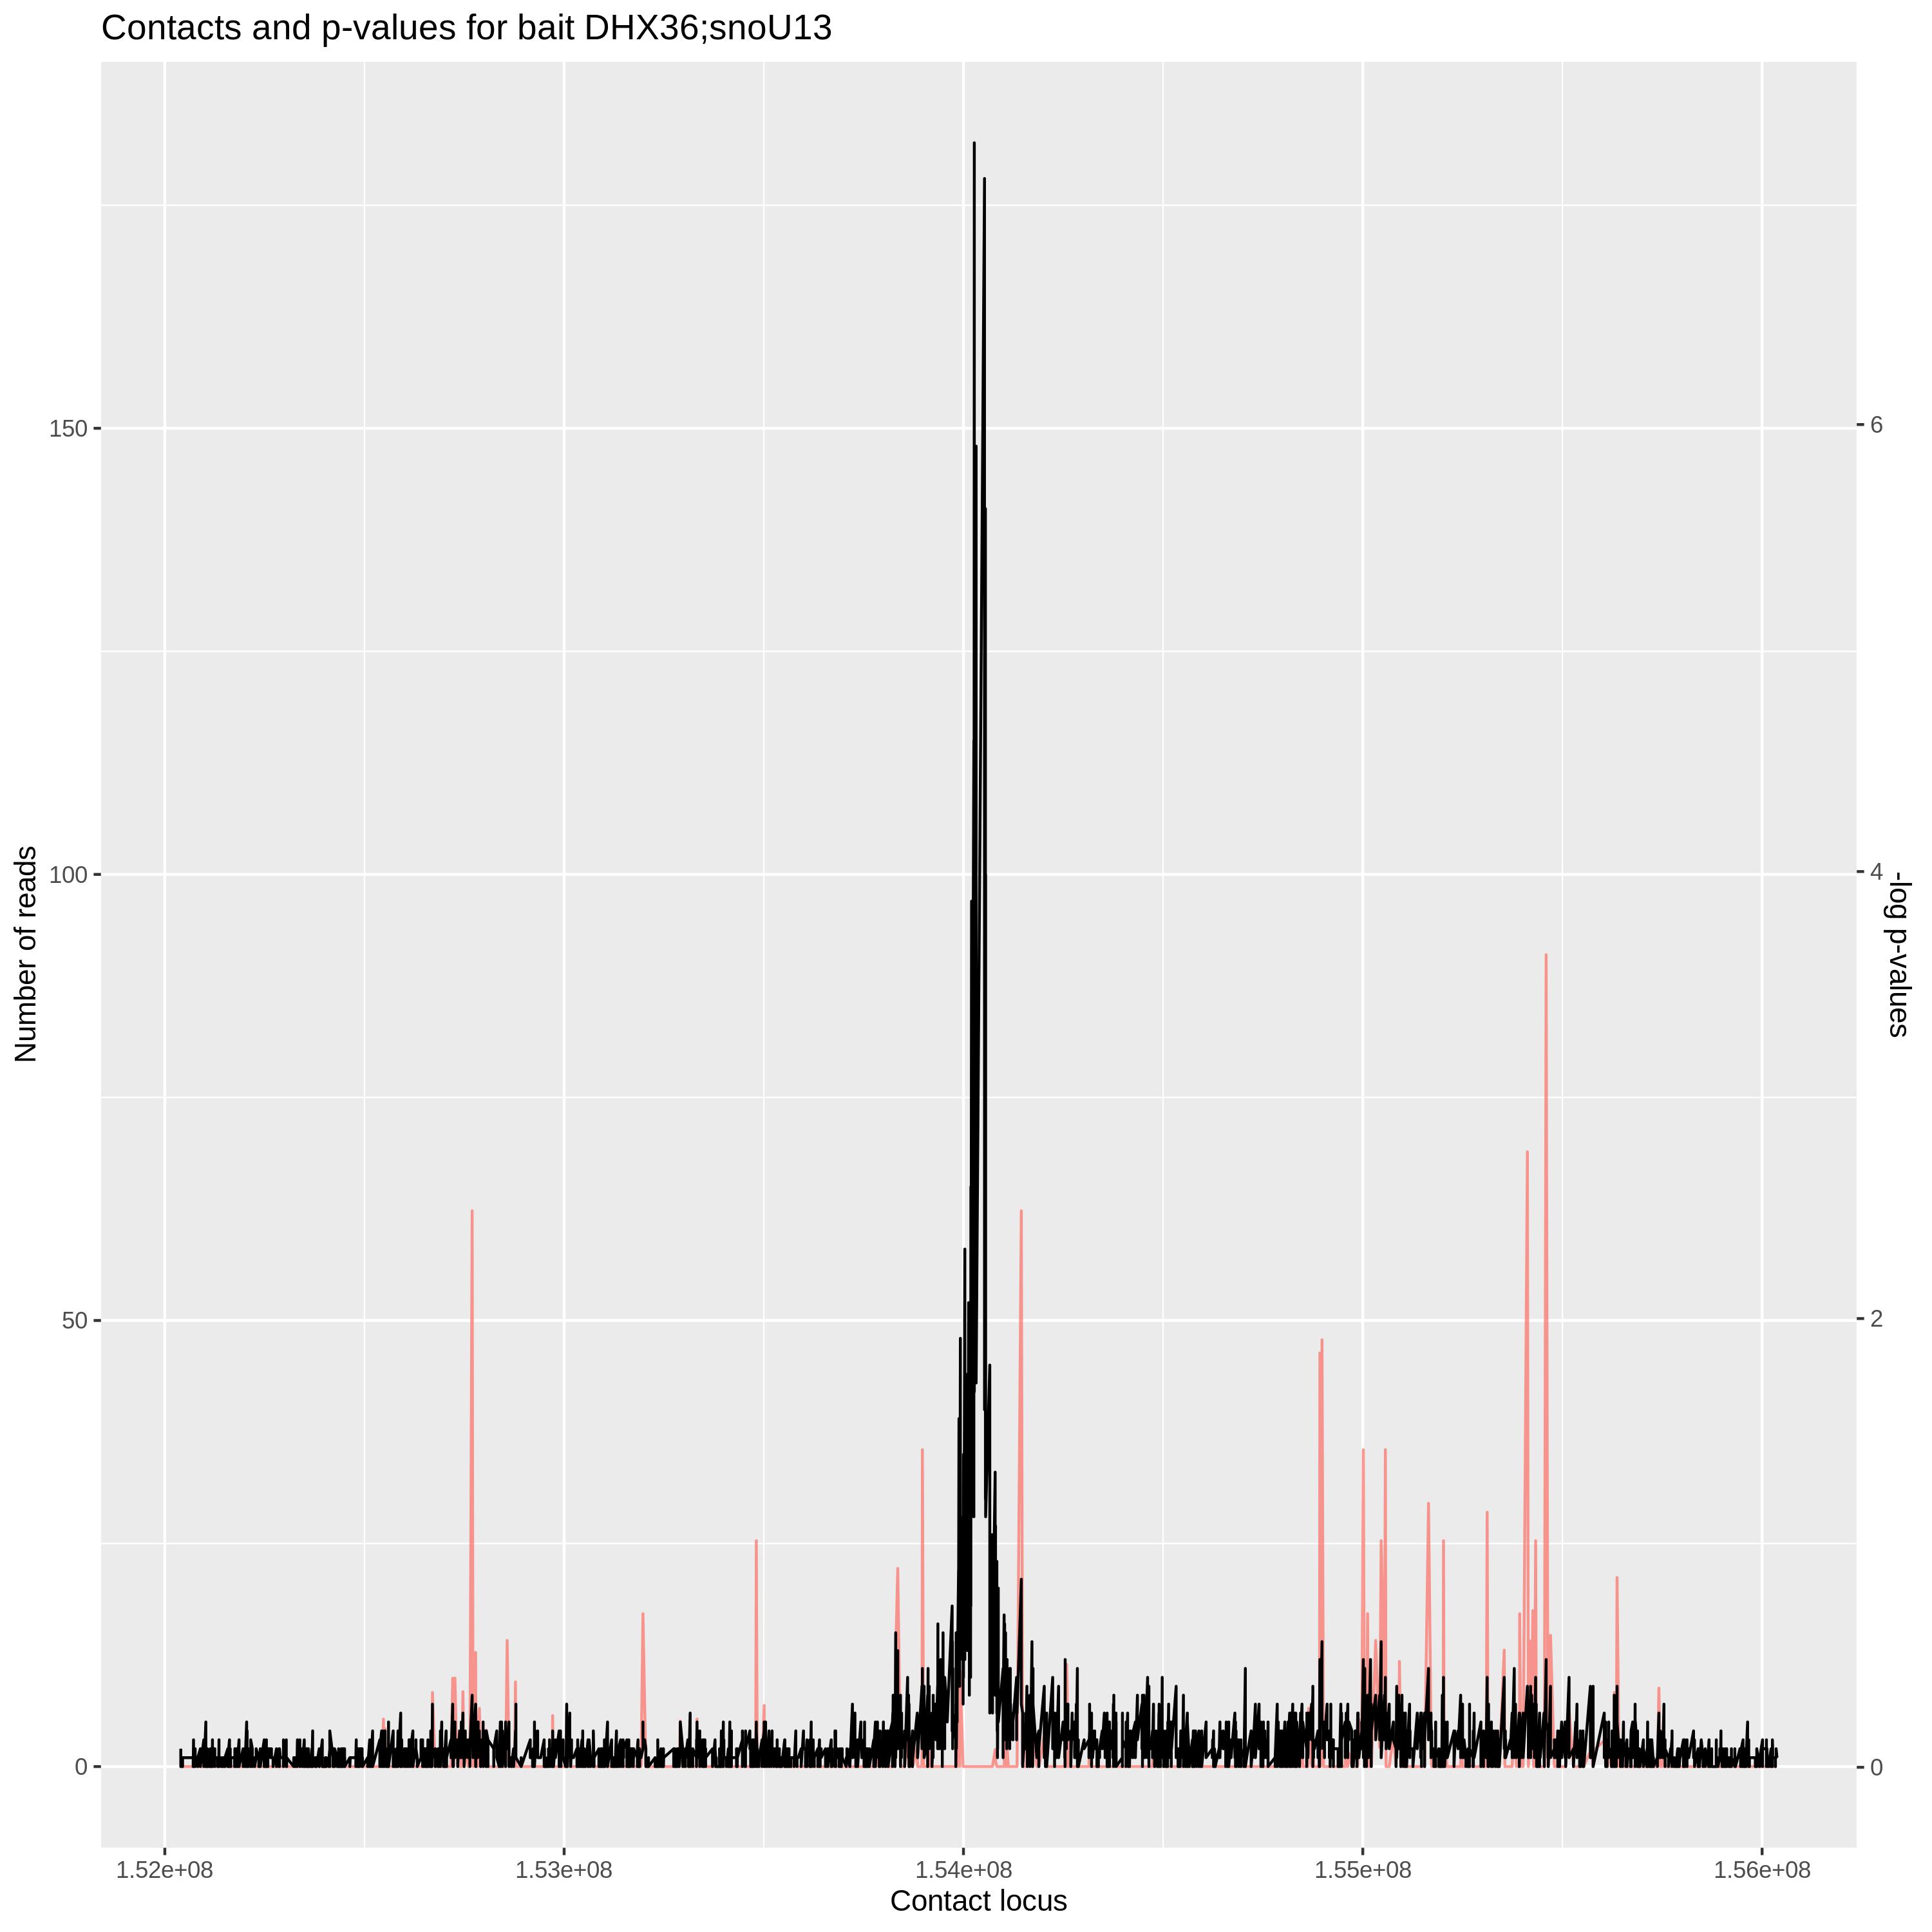 Contacts and p-values for bait DHX36;snoU13
150
100
50
0
6
4
2
0
Number of reads
-log p-values
1.52e+08
1.53e+08
1.54e+08
1.55e+08
1.56e+08
Contact locus